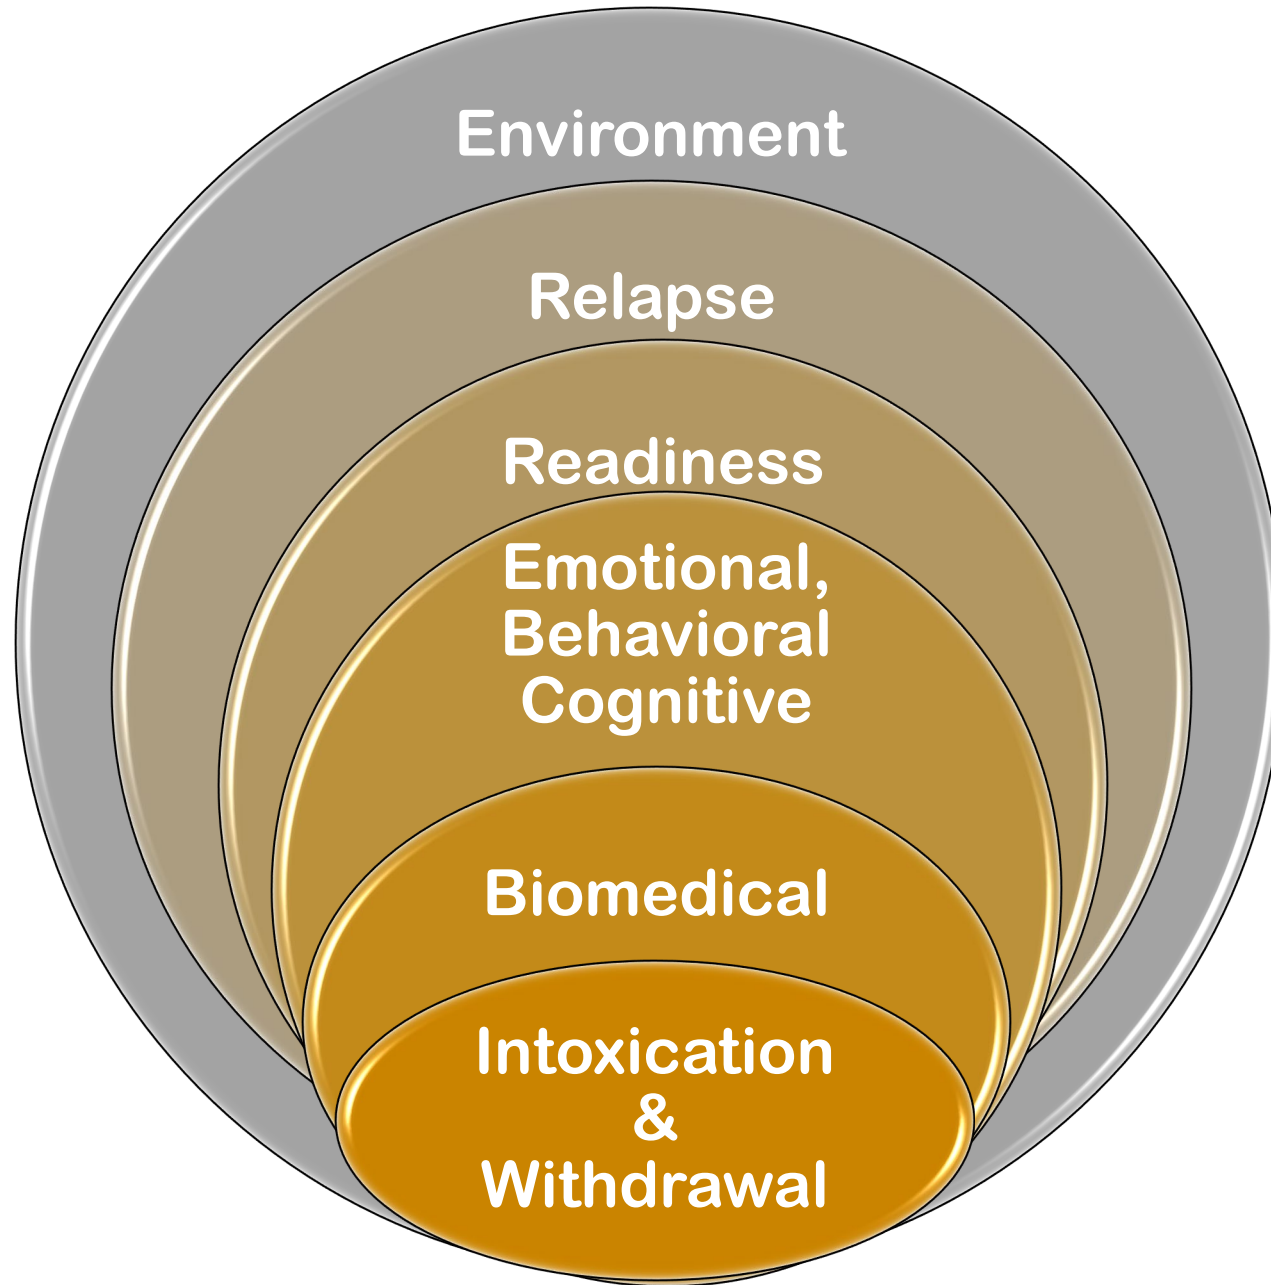 Environment
Relapse
Readiness
Emotional,
Behavioral
Cognitive
Biomedical
Intoxication
&
Withdrawal